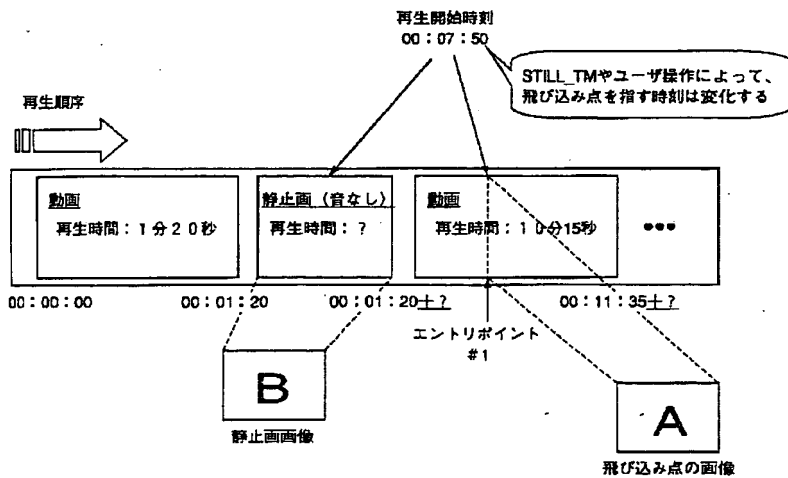 再生開始時刻
00：07：50
STILL_TMやユーザ操作によって、
飛び込み点を指す時刻は変化する
再生順序
動画
再生時間：1分20秒
静止画（音なし）
再生時間：？
動画
再生時間：10分15秒
•••
00：00：00
00：01：20
00：01：20＋？
00：11：35＋？
エントリポイント
#1
B
静止画画像
A
飛び込み点の画像